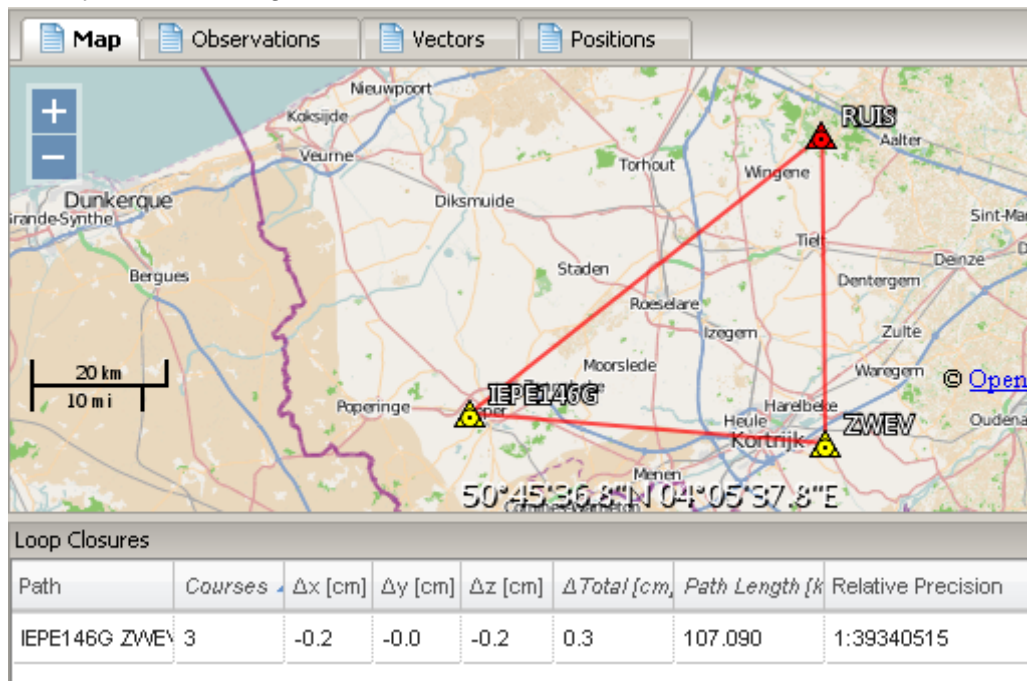 Map Observations Vectors Positions
+
−
Nieuwpoort
Koksijde
Veurne
RUIS
Aalter
Torhout
Wingene
Dunkerque
Diksmuide
Grande-Synthe
Sint-Mar
Tielt
Deinze
Bergues
Staden
Dentergem
Roeselare
Izegem
Zulte
20 km
10 mi
Moorslede
Waregem
© Open
IEPE146G
Poperinge
Ieper
Harelbeke
Heule
ZWEV
Oudena
Kortrijk
Menen
50°45'36.8"N 04°05'37.8"E
Loop Closures
Path Courses Δx [cm] Δy [cm] Δz [cm] ΔTotal [cm] Path Length [k Relative Precision
IEPE146G ZWEV 3 -0.2 -0.0 -0.2 0.3 107.090 1:39340515